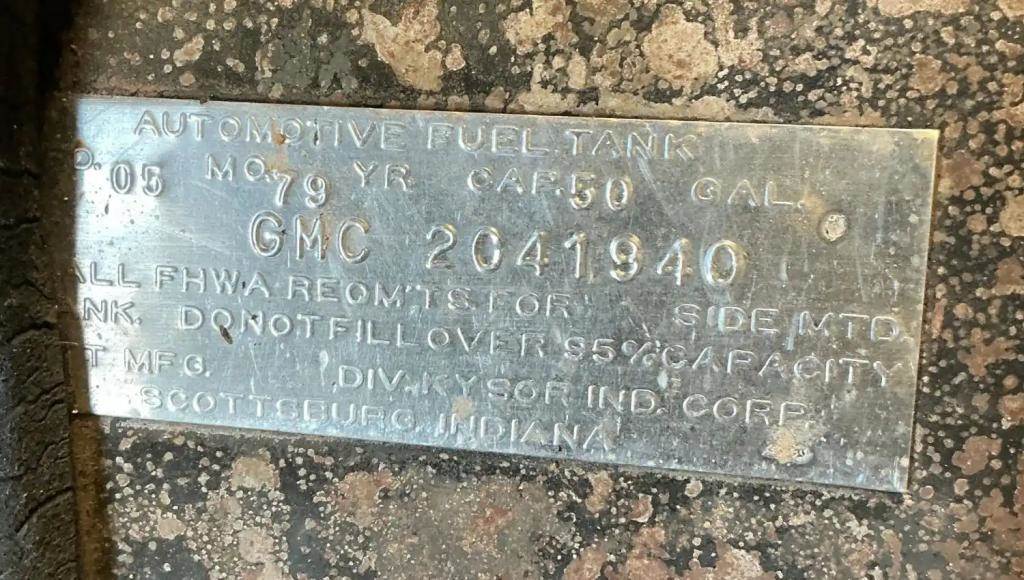 AUTOMOTIVE FUEL TANK
D. 05 MO. 79 YR CAP. 50 GAL.
GMC 2041940
ALL FHWA REQM'TS FOR SIDE MTD.
NK. DO NOT FILL OVER 95% CAPACITY
T MFG. DIV. KYSOR IND. CORP.
SCOTTSBURG, INDIANA